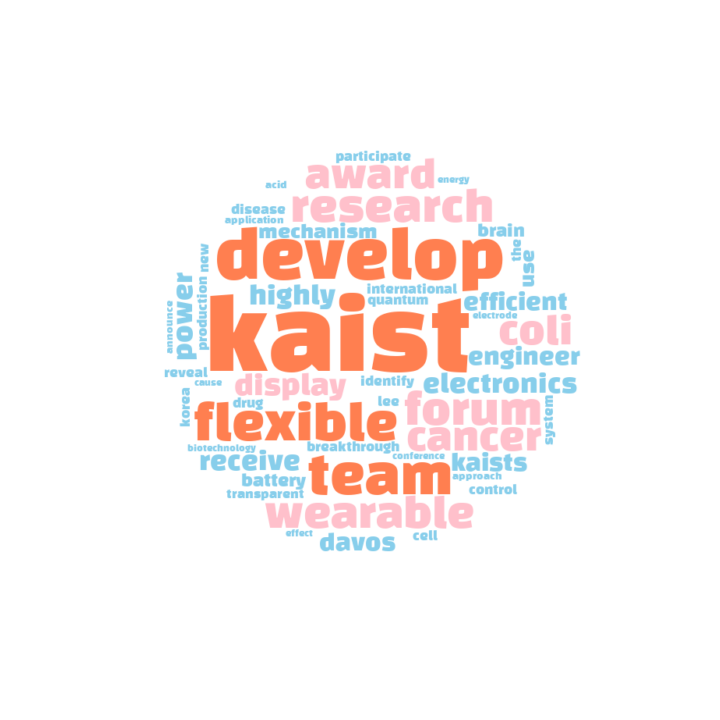 participate
award
acid
energy
research
disease
application
mechanism
brain
develop
the
use
new
production
power
announce
highly
international
quantum
efficient
kaist
electrode
coli
engineer
reveal
cause
display
identify
electronics
korea
drug
lee
forum
system
flexible
cancer
breakthrough
biotechnology
receive
conference
kaists
team
battery
approach
transparent
control
wearable
effect
davos
cell